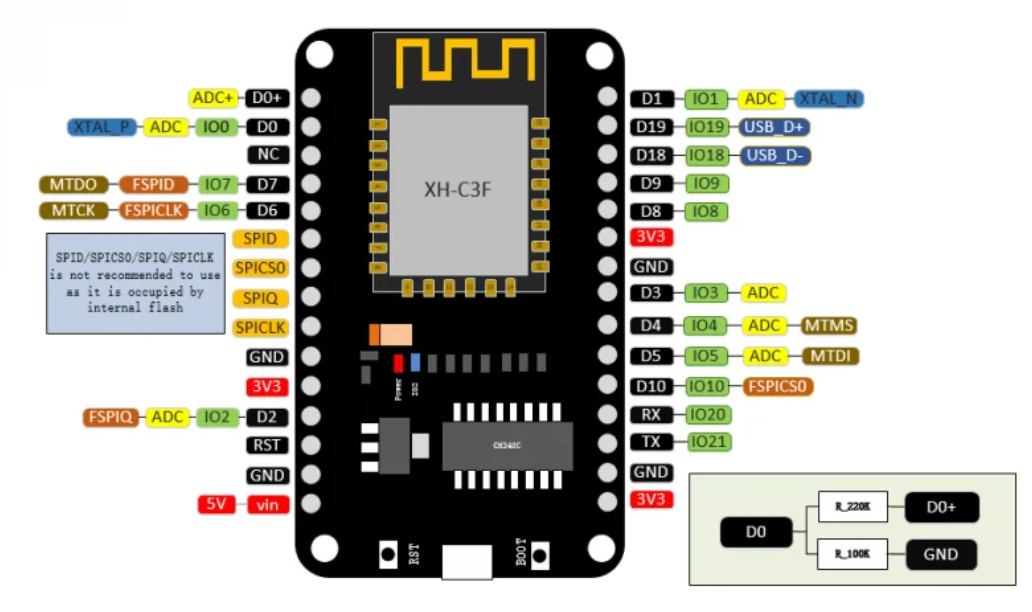 ADC+ D0+
XTAL_P ADC IO0 D0
NC
MTDO FSPID IO7 D7
MTCK FSPICLK IO6 D6
SPID
SPICS0
SPIQ
SPICLK
GND
3V3
FSPIQ ADC IO2 D2
RST
GND
5V vin
SPID/SPICS0/SPIQ/SPICLK
is not recommended to use
as it is occupied by
internal flash
XH-C3F
Power
IO2
CH340C
RST
BOOT
D1 IO1 ADC XTAL_N
D19 IO19 USB_D+
D18 IO18 USB_D-
D9 IO9
D8 IO8
3V3
GND
D3 IO3 ADC
D4 IO4 ADC MTMS
D5 IO5 ADC MTDI
D10 IO10 FSPICS0
RX IO20
TX IO21
GND
3V3
D0
R_220K D0+
R_100K GND